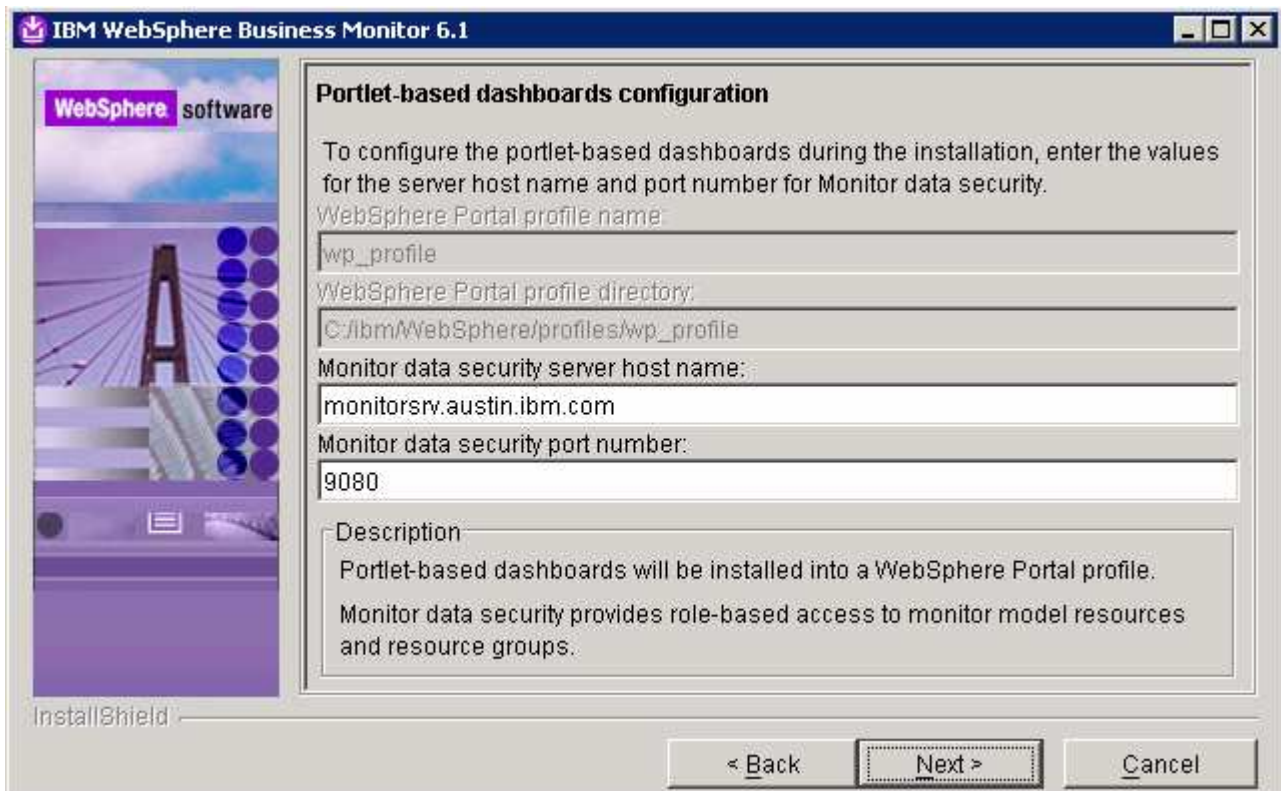 IBM WebSphere Business Monitor 6.1
WebSphere software
Portlet-based dashboards configuration
To configure the portlet-based dashboards during the installation, enter the values
for the server host name and port number for Monitor data security.
WebSphere Portal profile name:
wp_profile
WebSphere Portal profile directory:
C:/ibm/WebSphere/profiles/wp_profile
Monitor data security server host name:
monitorsrv.austin.ibm.com
Monitor data security port number:
9080
Description
Portlet-based dashboards will be installed into a WebSphere Portal profile.
Monitor data security provides role-based access to monitor model resources
and resource groups.
InstallShield
< Back
Next >
Cancel